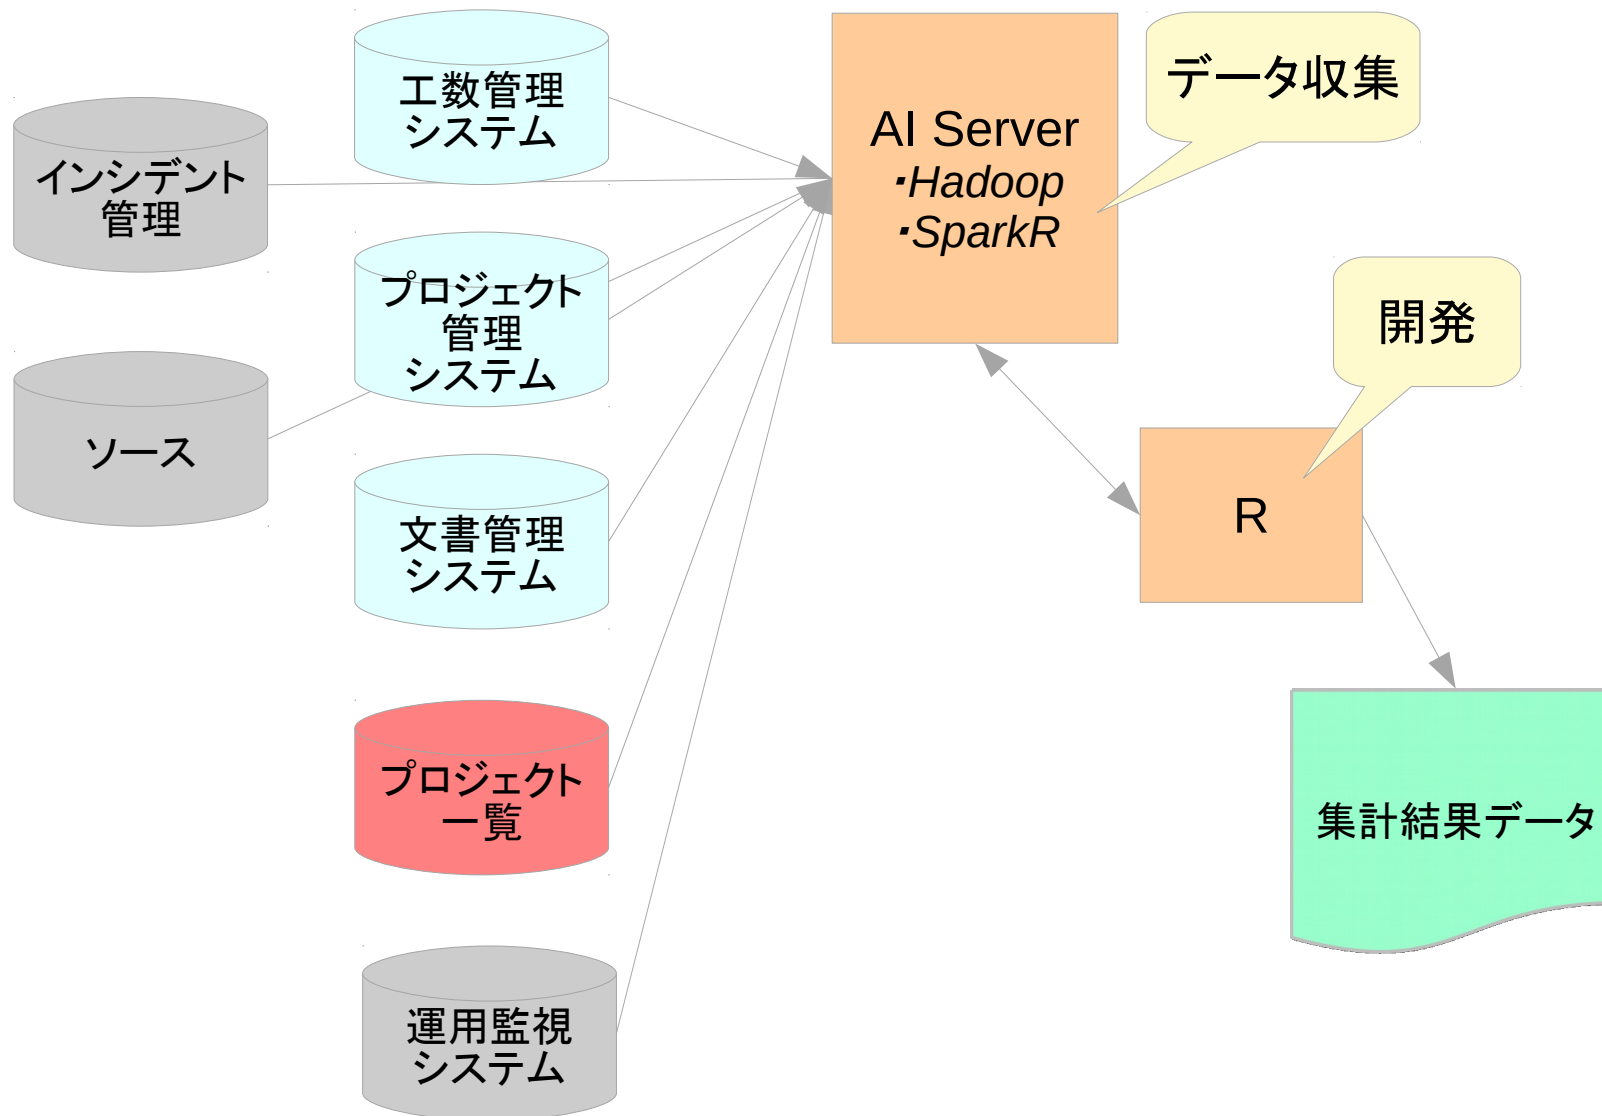 工数管理
システム
インシデント
管理
プロジェクト
管理
システム
ソース
文書管理
システム
プロジェクト
一覧
運用監視
システム
AI Server
・Hadoop
・SparkR
データ収集
開発
R
集計結果データ